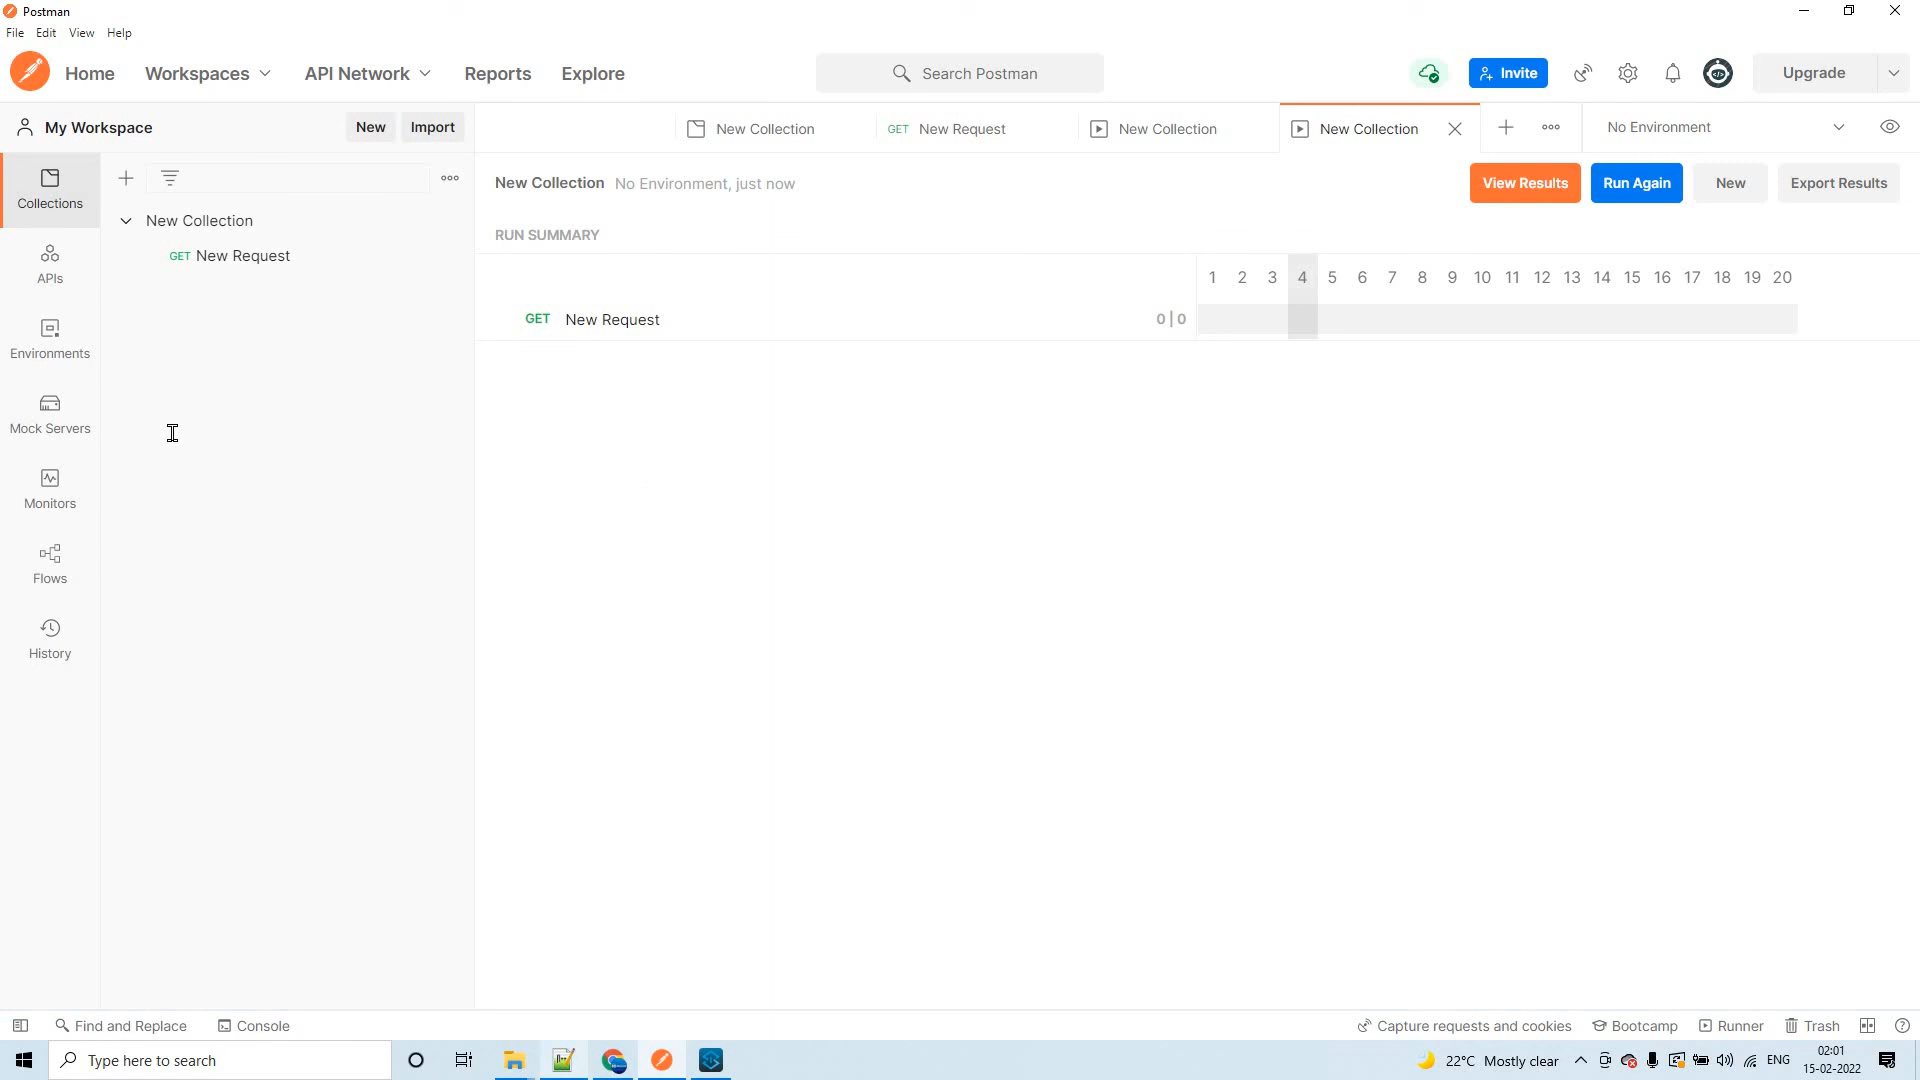 Postman
File Edit View Help
Home Workspaces API Network Reports Explore Search Postman Invite Upgrade
My Workspace New Import New Collection GET New Request New Collection New Collection No Environment
New Collection No Environment, just now View Results Run Again New Export Results
Collections
New Collection
RUN SUMMARY
GET New Request
APIs
1 2 3 4 5 6 7 8 9 10 11 12 13 14 15 16 17 18 19 20
GET New Request 0 | 0
Environments
Mock Servers
Monitors
Flows
History
Find and Replace Console Capture requests and cookies Bootcamp Runner Trash
Type here to search 22°C Mostly clear ENG 02:01
15-02-2022